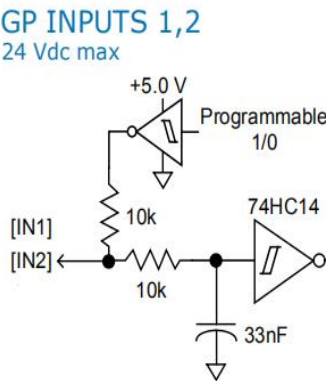 GP INPUTS 1,2
24 Vdc max
+5.0 V
Programmable
1/0
10k
74HC14
[IN1]
[IN2]
10k
33nF